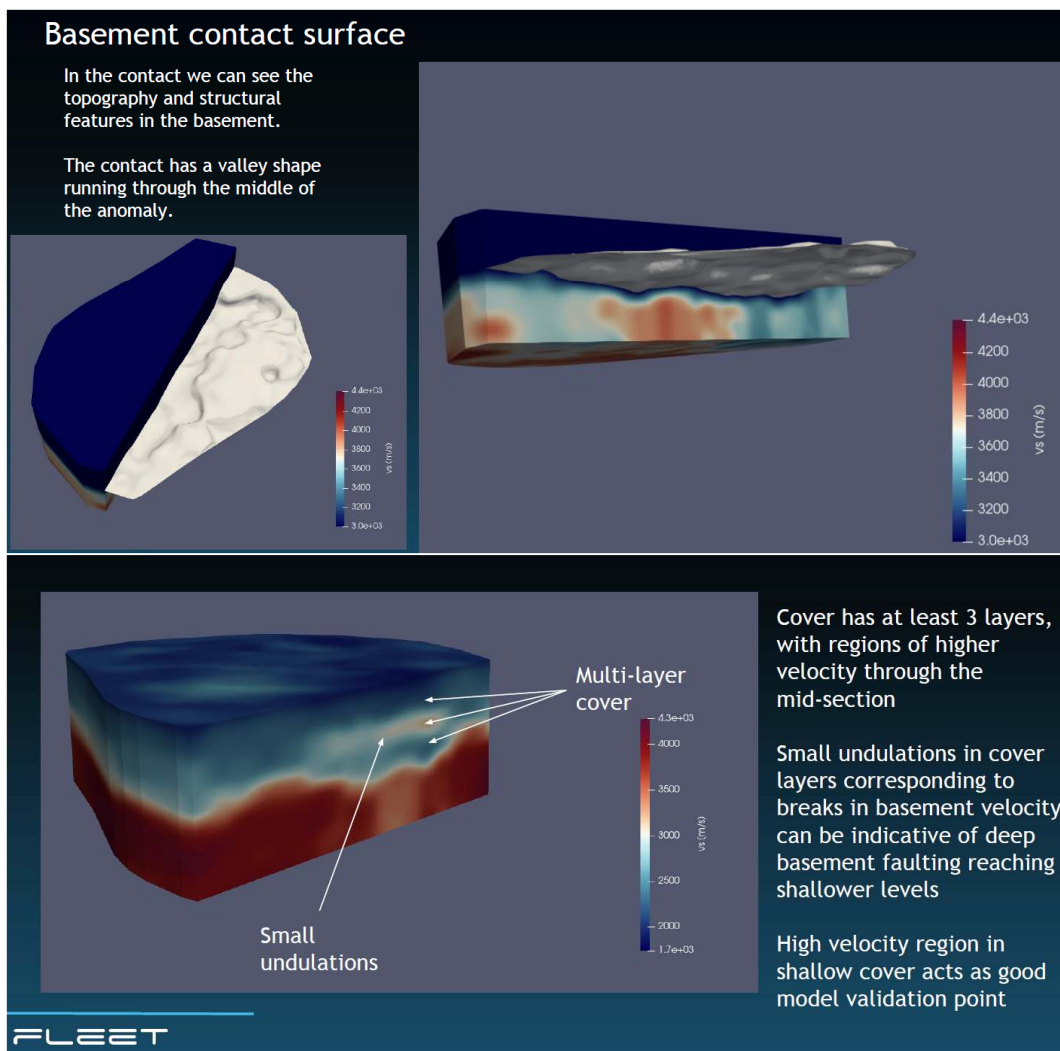 Basement contact surface
In the contact we can see the
topography and structural
features in the basement.
The contact has a valley shape
running through the middle of
the anomaly.
4.4e+03
4200
4000
3800
3600
3400
3200
3.0e+03
vs (m/s)
4.4e+03
4200
4000
3800
3600
3400
3200
3.0e+03
vs (m/s)
Multi-layer
cover
4.3e+03
4000
3500
3000
2500
2000
1.7e+03
vs (m/s)
Small
undulations
Cover has at least 3 layers,
with regions of higher
velocity through the
mid-section
Small undulations in cover
layers corresponding to
breaks in basement velocity
can be indicative of deep
basement faulting reaching
shallower levels
High velocity region in
shallow cover acts as good
model validation point
FLEET